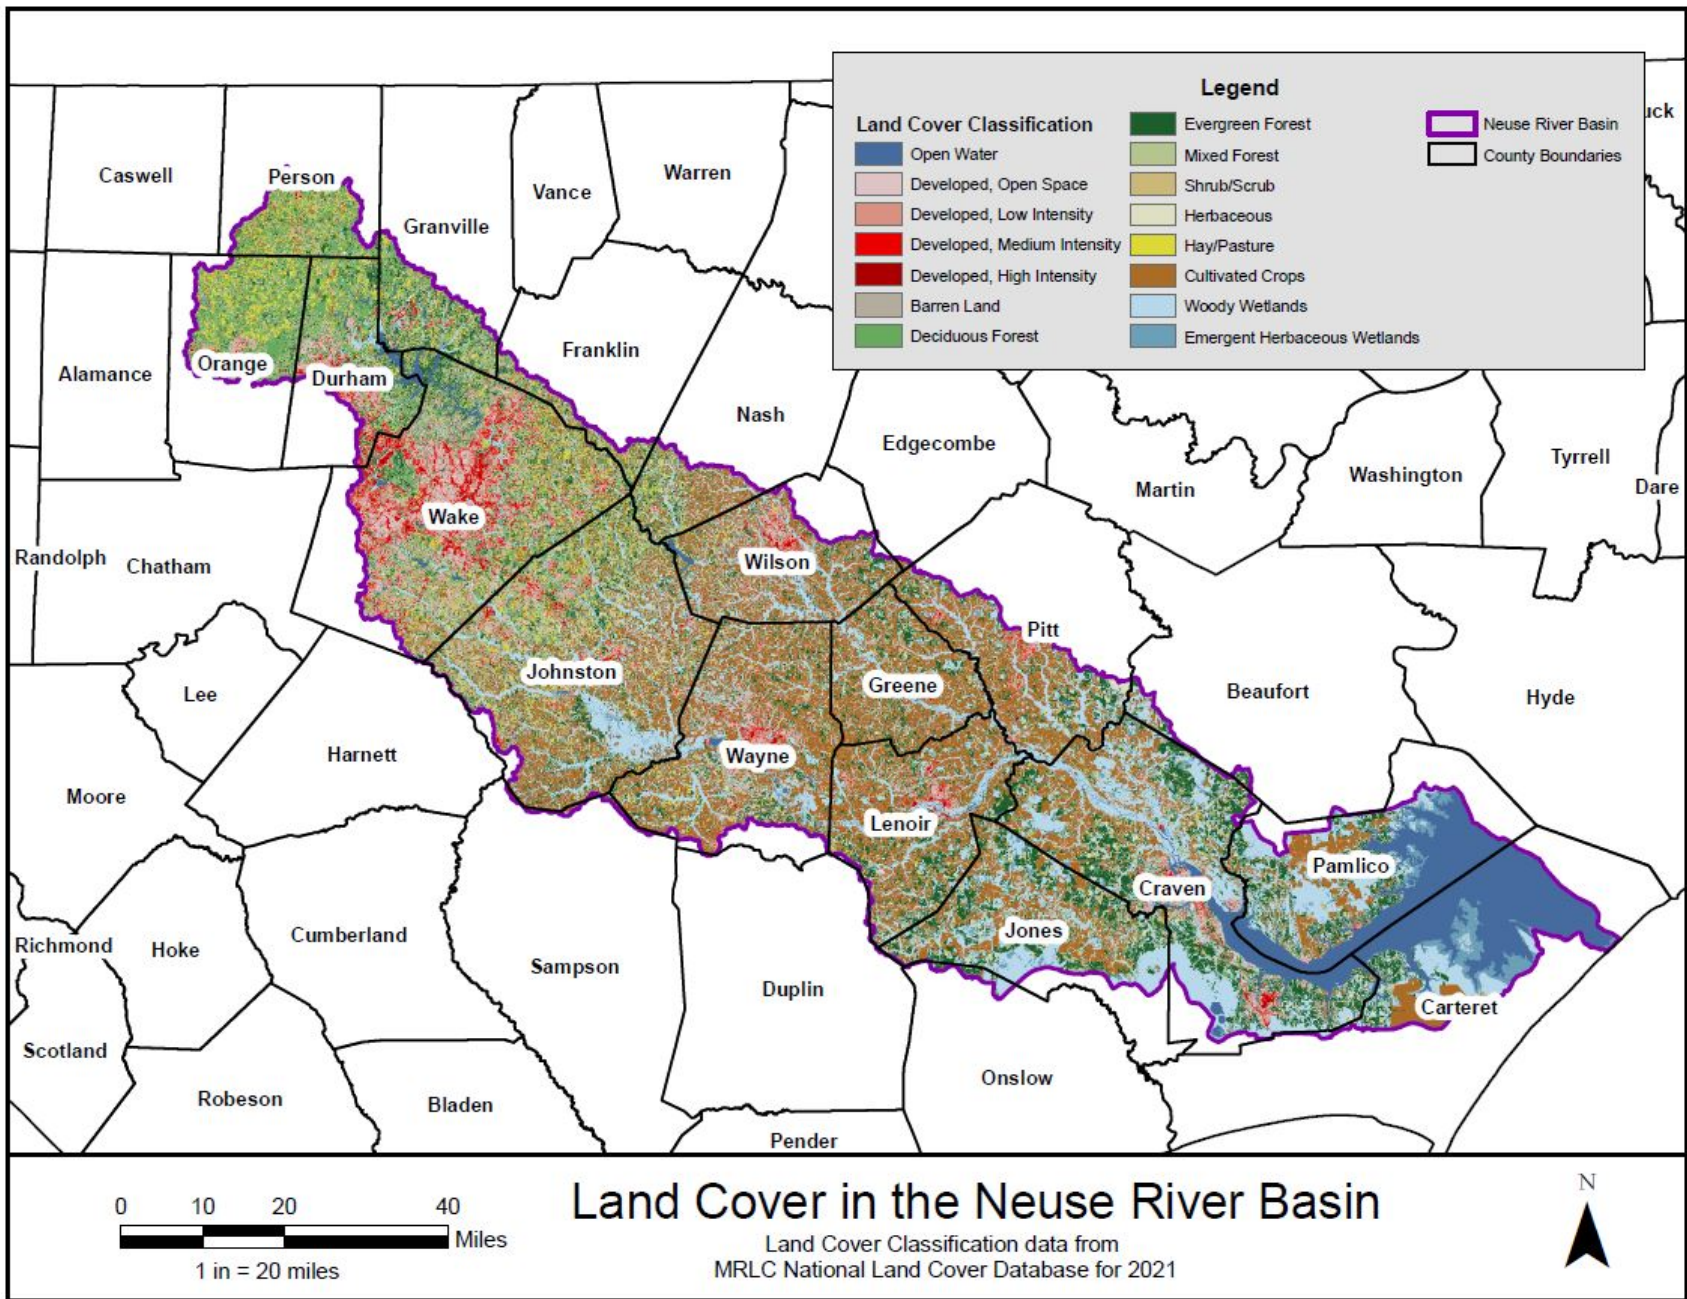 Legend
Land Cover Classification
Open Water
Developed, Open Space
Developed, Low Intensity
Developed, Medium Intensity
Developed, High Intensity
Barren Land
Deciduous Forest
Evergreen Forest
Mixed Forest
Shrub/Scrub
Herbaceous
Hay/Pasture
Cultivated Crops
Woody Wetlands
Emergent Herbaceous Wetlands
Neuse River Basin
County Boundaries
uck
Caswell
Person
Granville
Vance
Warren
Alamance
Orange
Durham
Franklin
Nash
Edgecombe
Martin
Washington
Tyrrell
Dare
Randolph
Chatham
Wake
Wilson
Pitt
Beaufort
Hyde
Lee
Harnett
Johnston
Greene
Moore
Wayne
Lenoir
Pamlico
Craven
Jones
Carteret
Richmond
Hoke
Cumberland
Sampson
Duplin
Onslow
Scotland
Robeson
Bladen
Pender
0 10 20 40
Miles
1 in = 20 miles
Land Cover in the Neuse River Basin
Land Cover Classification data from
MRLC National Land Cover Database for 2021
N